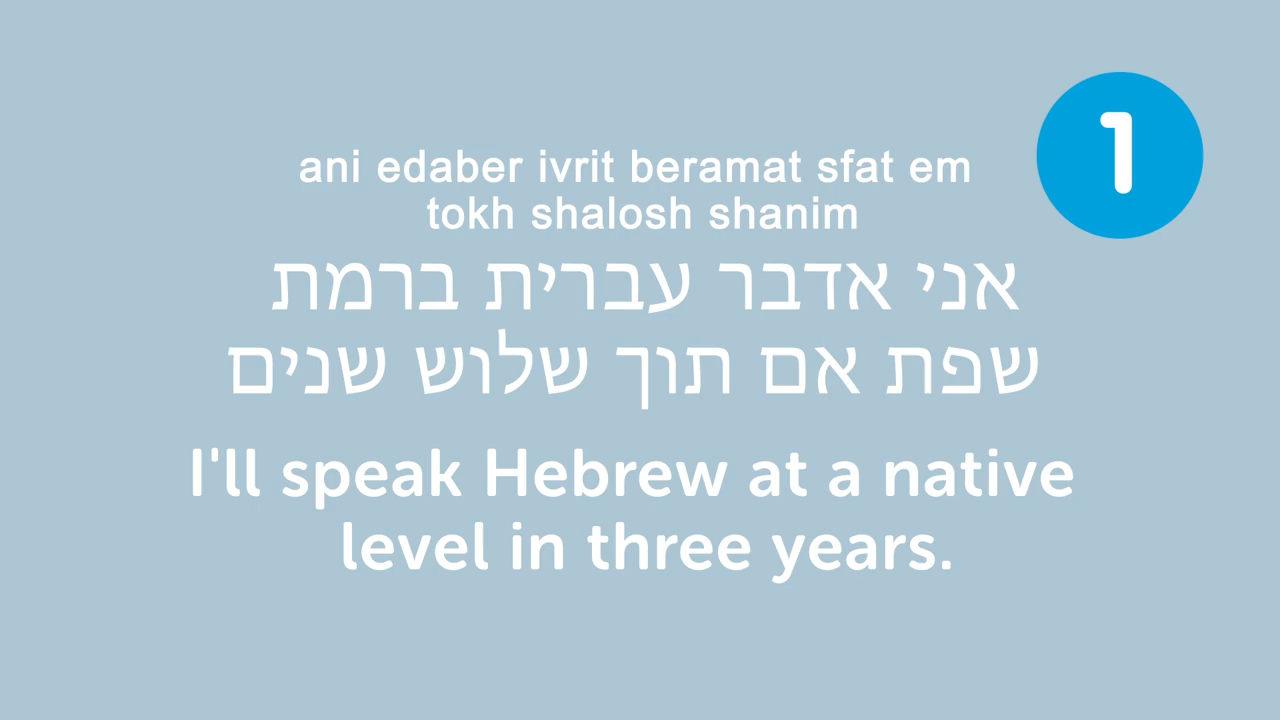 1
ani edaber ivrit beramat sfat em
tokh shalosh shanim
אני אדבר עברית ברמת
שפת אם תוך שלוש שנים
I'll speak Hebrew at a native
level in three years.